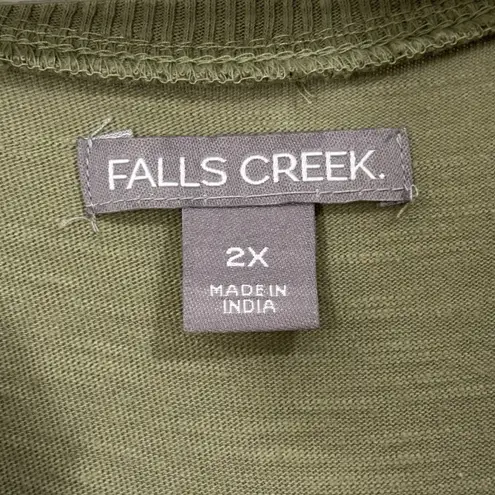 FALLS CREEK.
2X
MADE IN
INDIA